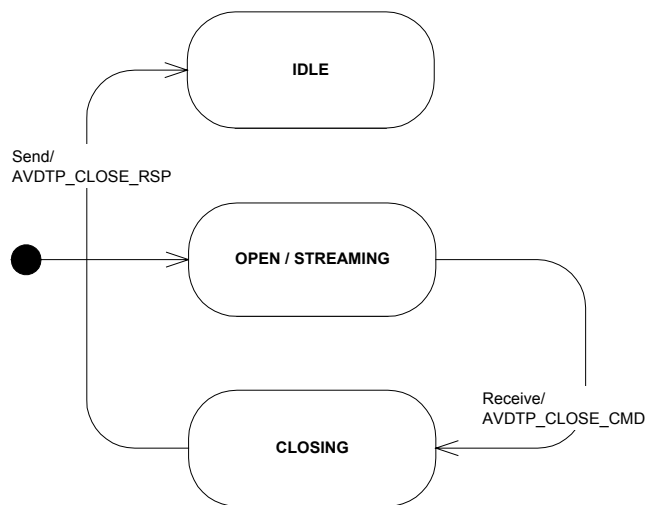 IDLE
Send/
AVDTP_CLOSE_RSP
OPEN / STREAMING
Receive/
AVDTP_CLOSE_CMD
CLOSING